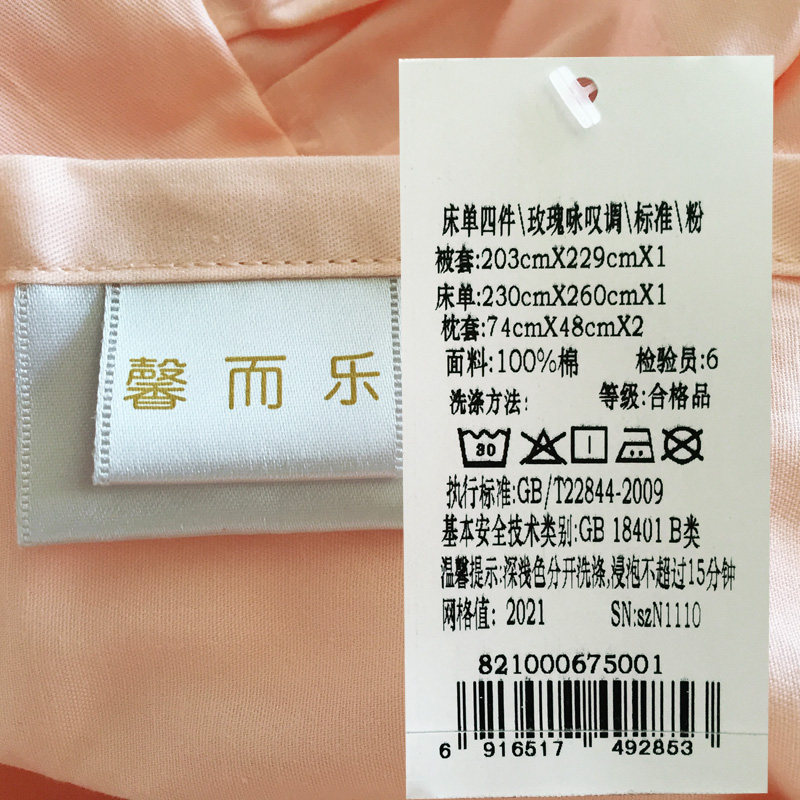 馨而乐
床单四件\玫瑰咏叹调\标准\粉
被套:203cmX229cmX1
床单:230cmX260cmX1
枕套:74cmX48cmX2
面料:100%棉 检验员:6
洗涤方法: 等级:合格品
30
执行标准:GB/T22844-2009
基本安全技术类别:GB 18401 B类
温馨提示:深浅色分开洗涤,浸泡不超过15分钟
网格值: 2021 SN:szN1110
821000675001
6 916517 492853